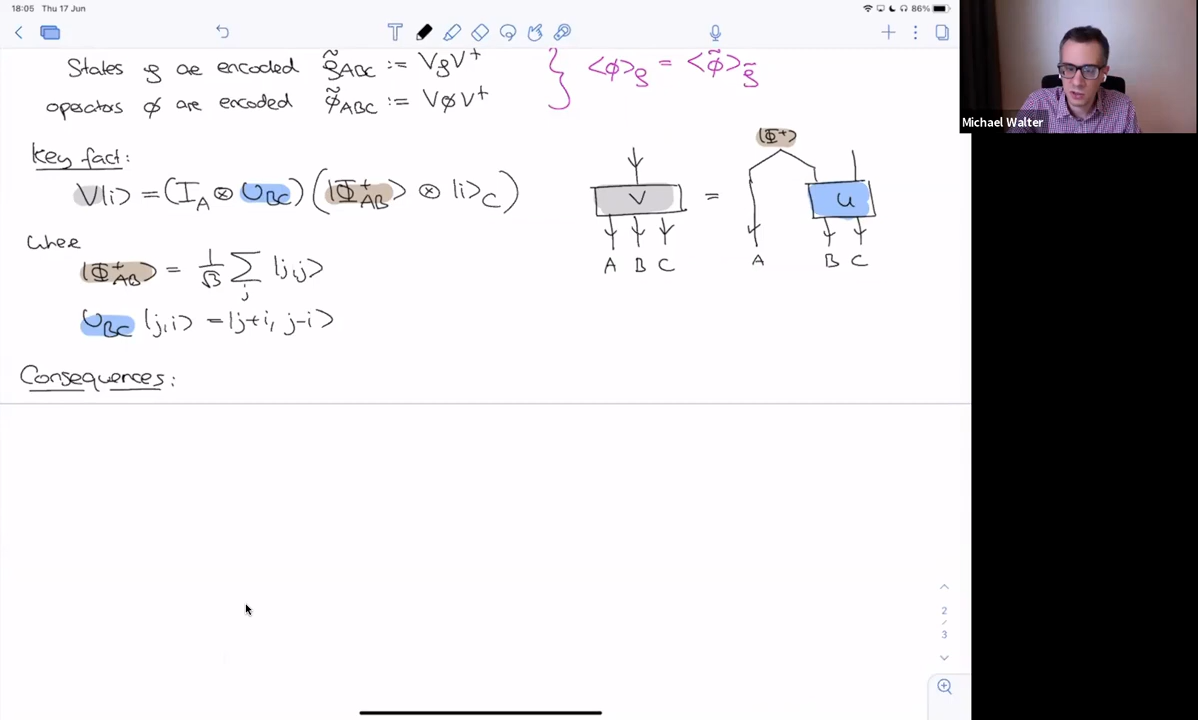 18:05 Thu 17 Jun
86%
States ρ are encoded ρ̃_ABC := VρV†
⟨ϕ⟩_ρ = ⟨ϕ̃⟩_ρ̃
operators ϕ are encoded ϕ̃_ABC := VϕV†
Michael Walter
Key fact:
|Φ⁺⟩
V|i⟩ = (I_A ⊗ U_BC)(|Φ⁺_AB⟩ ⊗ |i⟩_C)
V = U
A B C A B C
where
|Φ⁺_AB⟩ = 1/√3 Σ_j |j,j⟩
U_BC |j,i⟩ = |j+i, j-i⟩
Consequences:
2
/
3